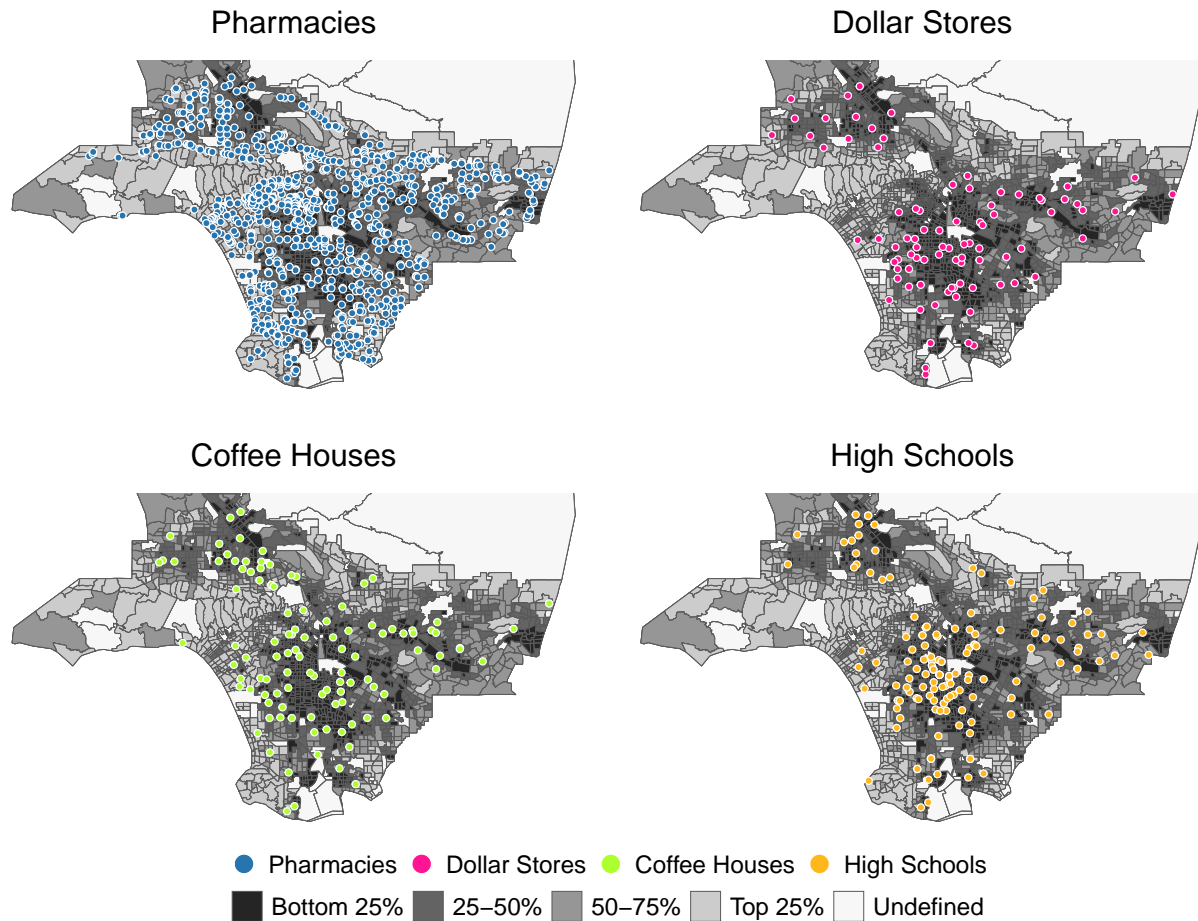 Pharmacies
Dollar Stores
Coffee Houses
High Schools
Pharmacies Dollar Stores Coffee Houses High Schools
Bottom 25% 25−50% 50−75% Top 25% Undefined